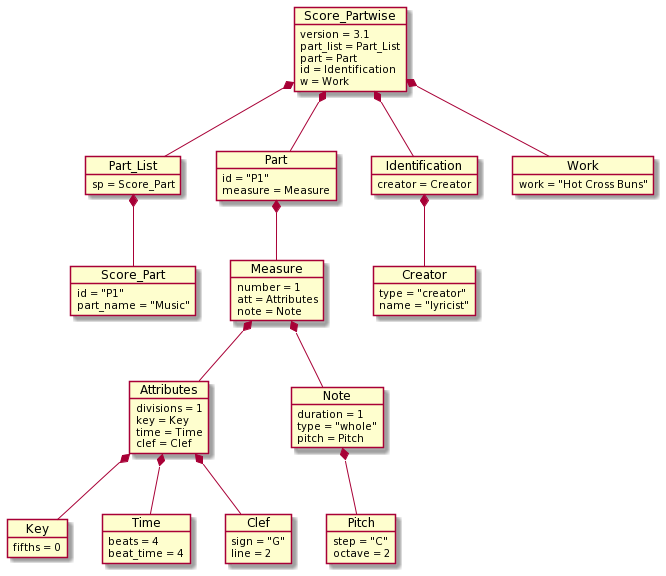 Score_Partwise
version = 3.1
part_list = Part_List
part = Part
id = Identification
w = Work
Part_List
sp = Score_Part
Part
id = "P1"
measure = Measure
Identification
creator = Creator
Work
work = "Hot Cross Buns"
Score_Part
id = "P1"
part_name = "Music"
Measure
number = 1
att = Attributes
note = Note
Creator
type = "creator"
name = "lyricist"
Attributes
divisions = 1
key = Key
time = Time
clef = Clef
Note
duration = 1
type = "whole"
pitch = Pitch
Key
fifths = 0
Time
beats = 4
beat_time = 4
Clef
sign = "G"
line = 2
Pitch
step = "C"
octave = 2